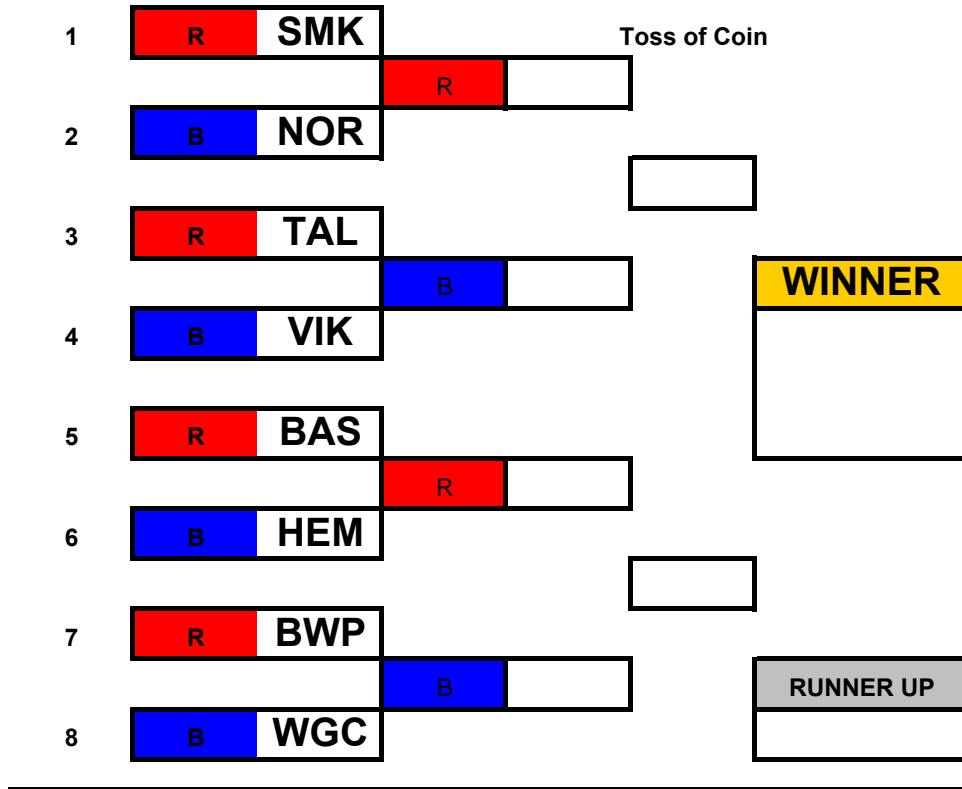 1 R SMK Toss of Coin
R
2 B NOR
3 R TAL
B WINNER
4 B VIK
5 R BAS
R
6 B HEM
7 R BWP
B RUNNER UP
8 B WGC